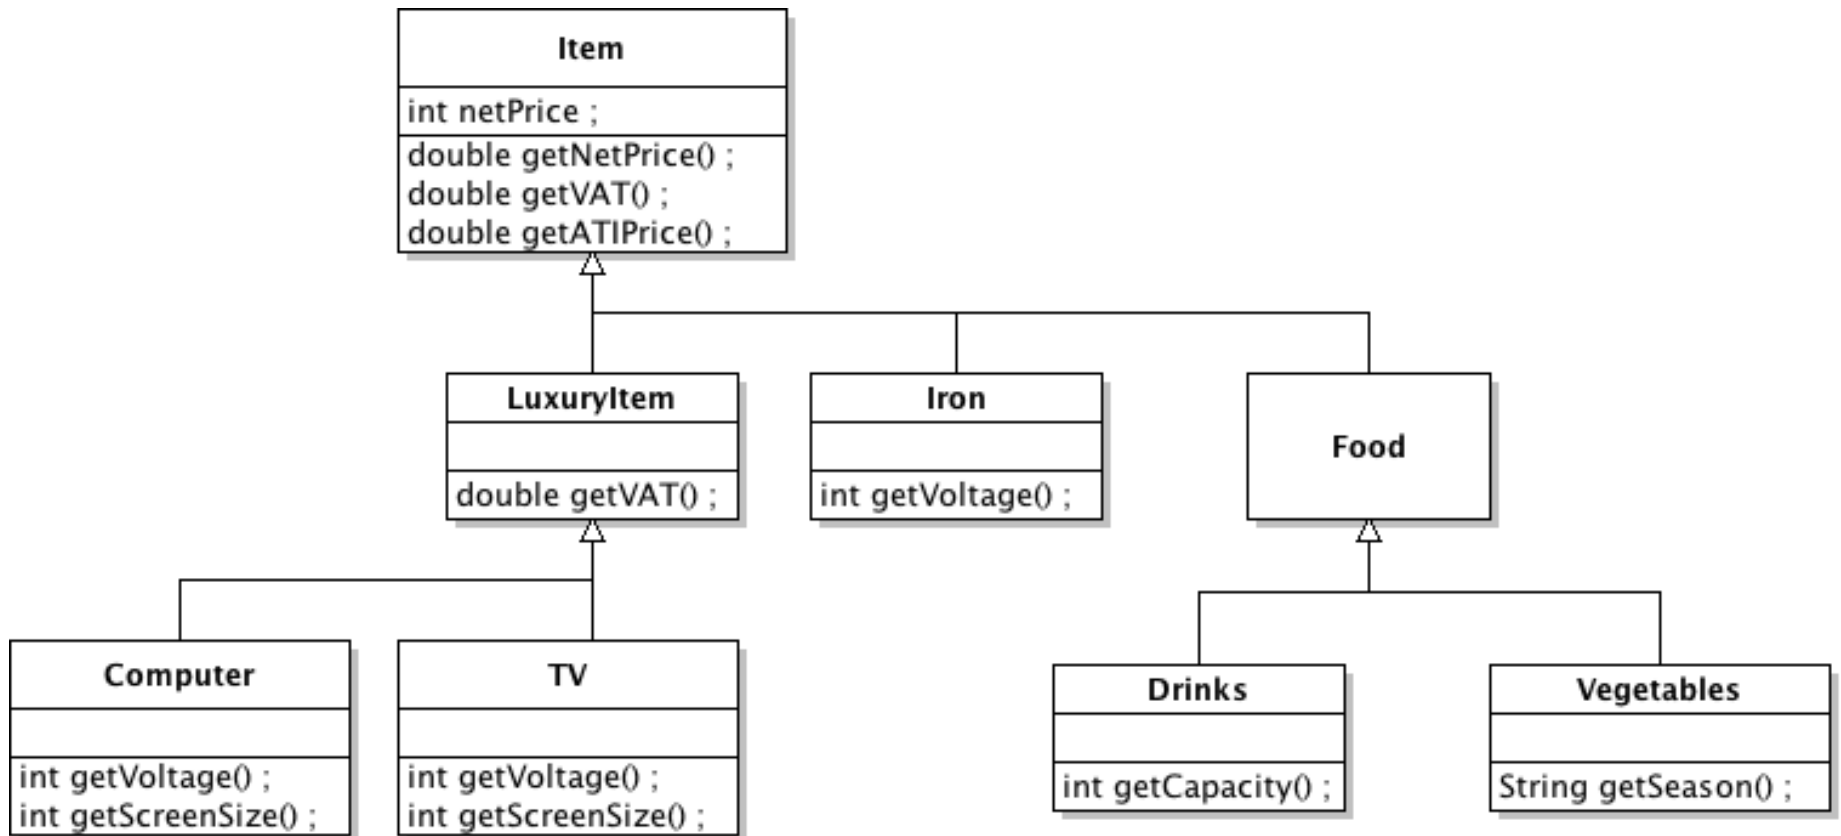 Item
int netPrice ;
double getNetPrice() ;
double getVAT() ;
double getATIPrice() ;
LuxuryItem
double getVAT() ;
Iron
int getVoltage() ;
Food
Computer
int getVoltage() ;
int getScreenSize() ;
TV
int getVoltage() ;
int getScreenSize() ;
Drinks
int getCapacity() ;
Vegetables
String getSeason() ;